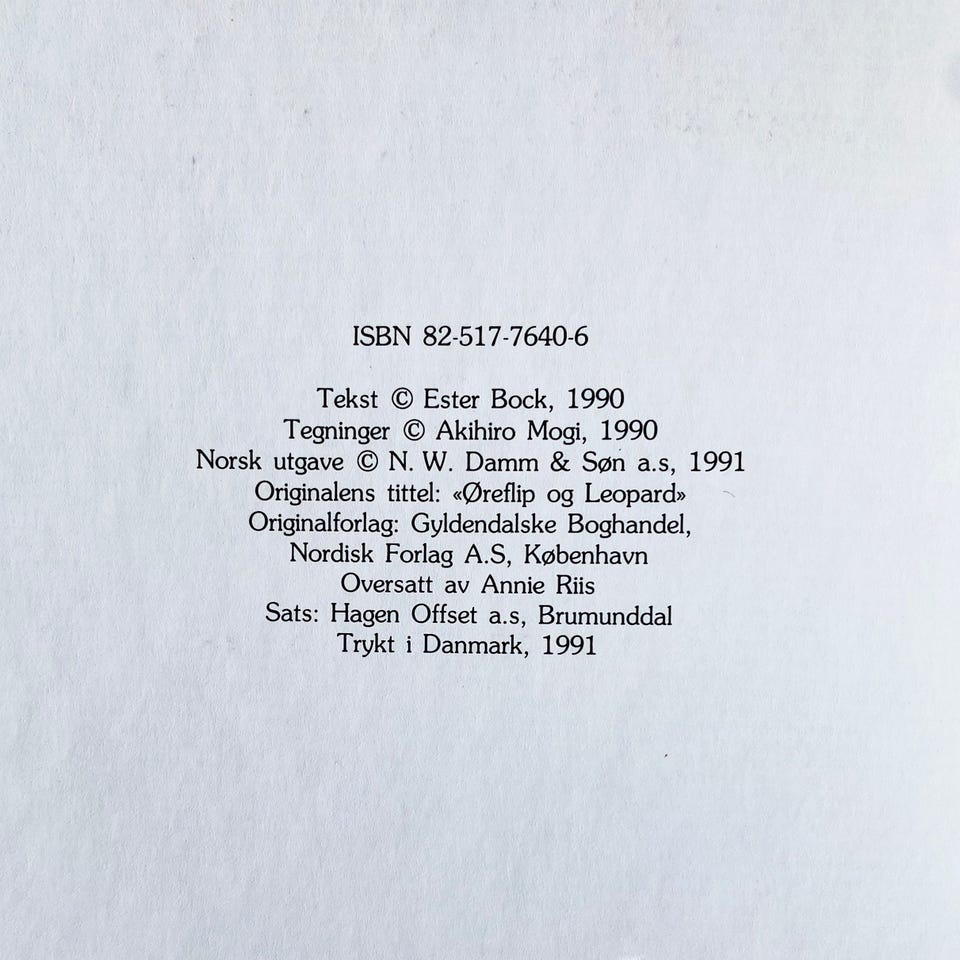 ISBN 82-517-7640-6
Tekst © Ester Bock, 1990
Tegninger © Akihiro Mogi, 1990
Norsk utgave © N. W. Damm & Søn a.s, 1991
Originalens tittel: «Øreflip og Leopard»
Originalforlag: Gyldendalske Boghandel,
Nordisk Forlag A.S, København
Oversatt av Annie Riis
Sats: Hagen Offset a.s, Brumunddal
Trykt i Danmark, 1991